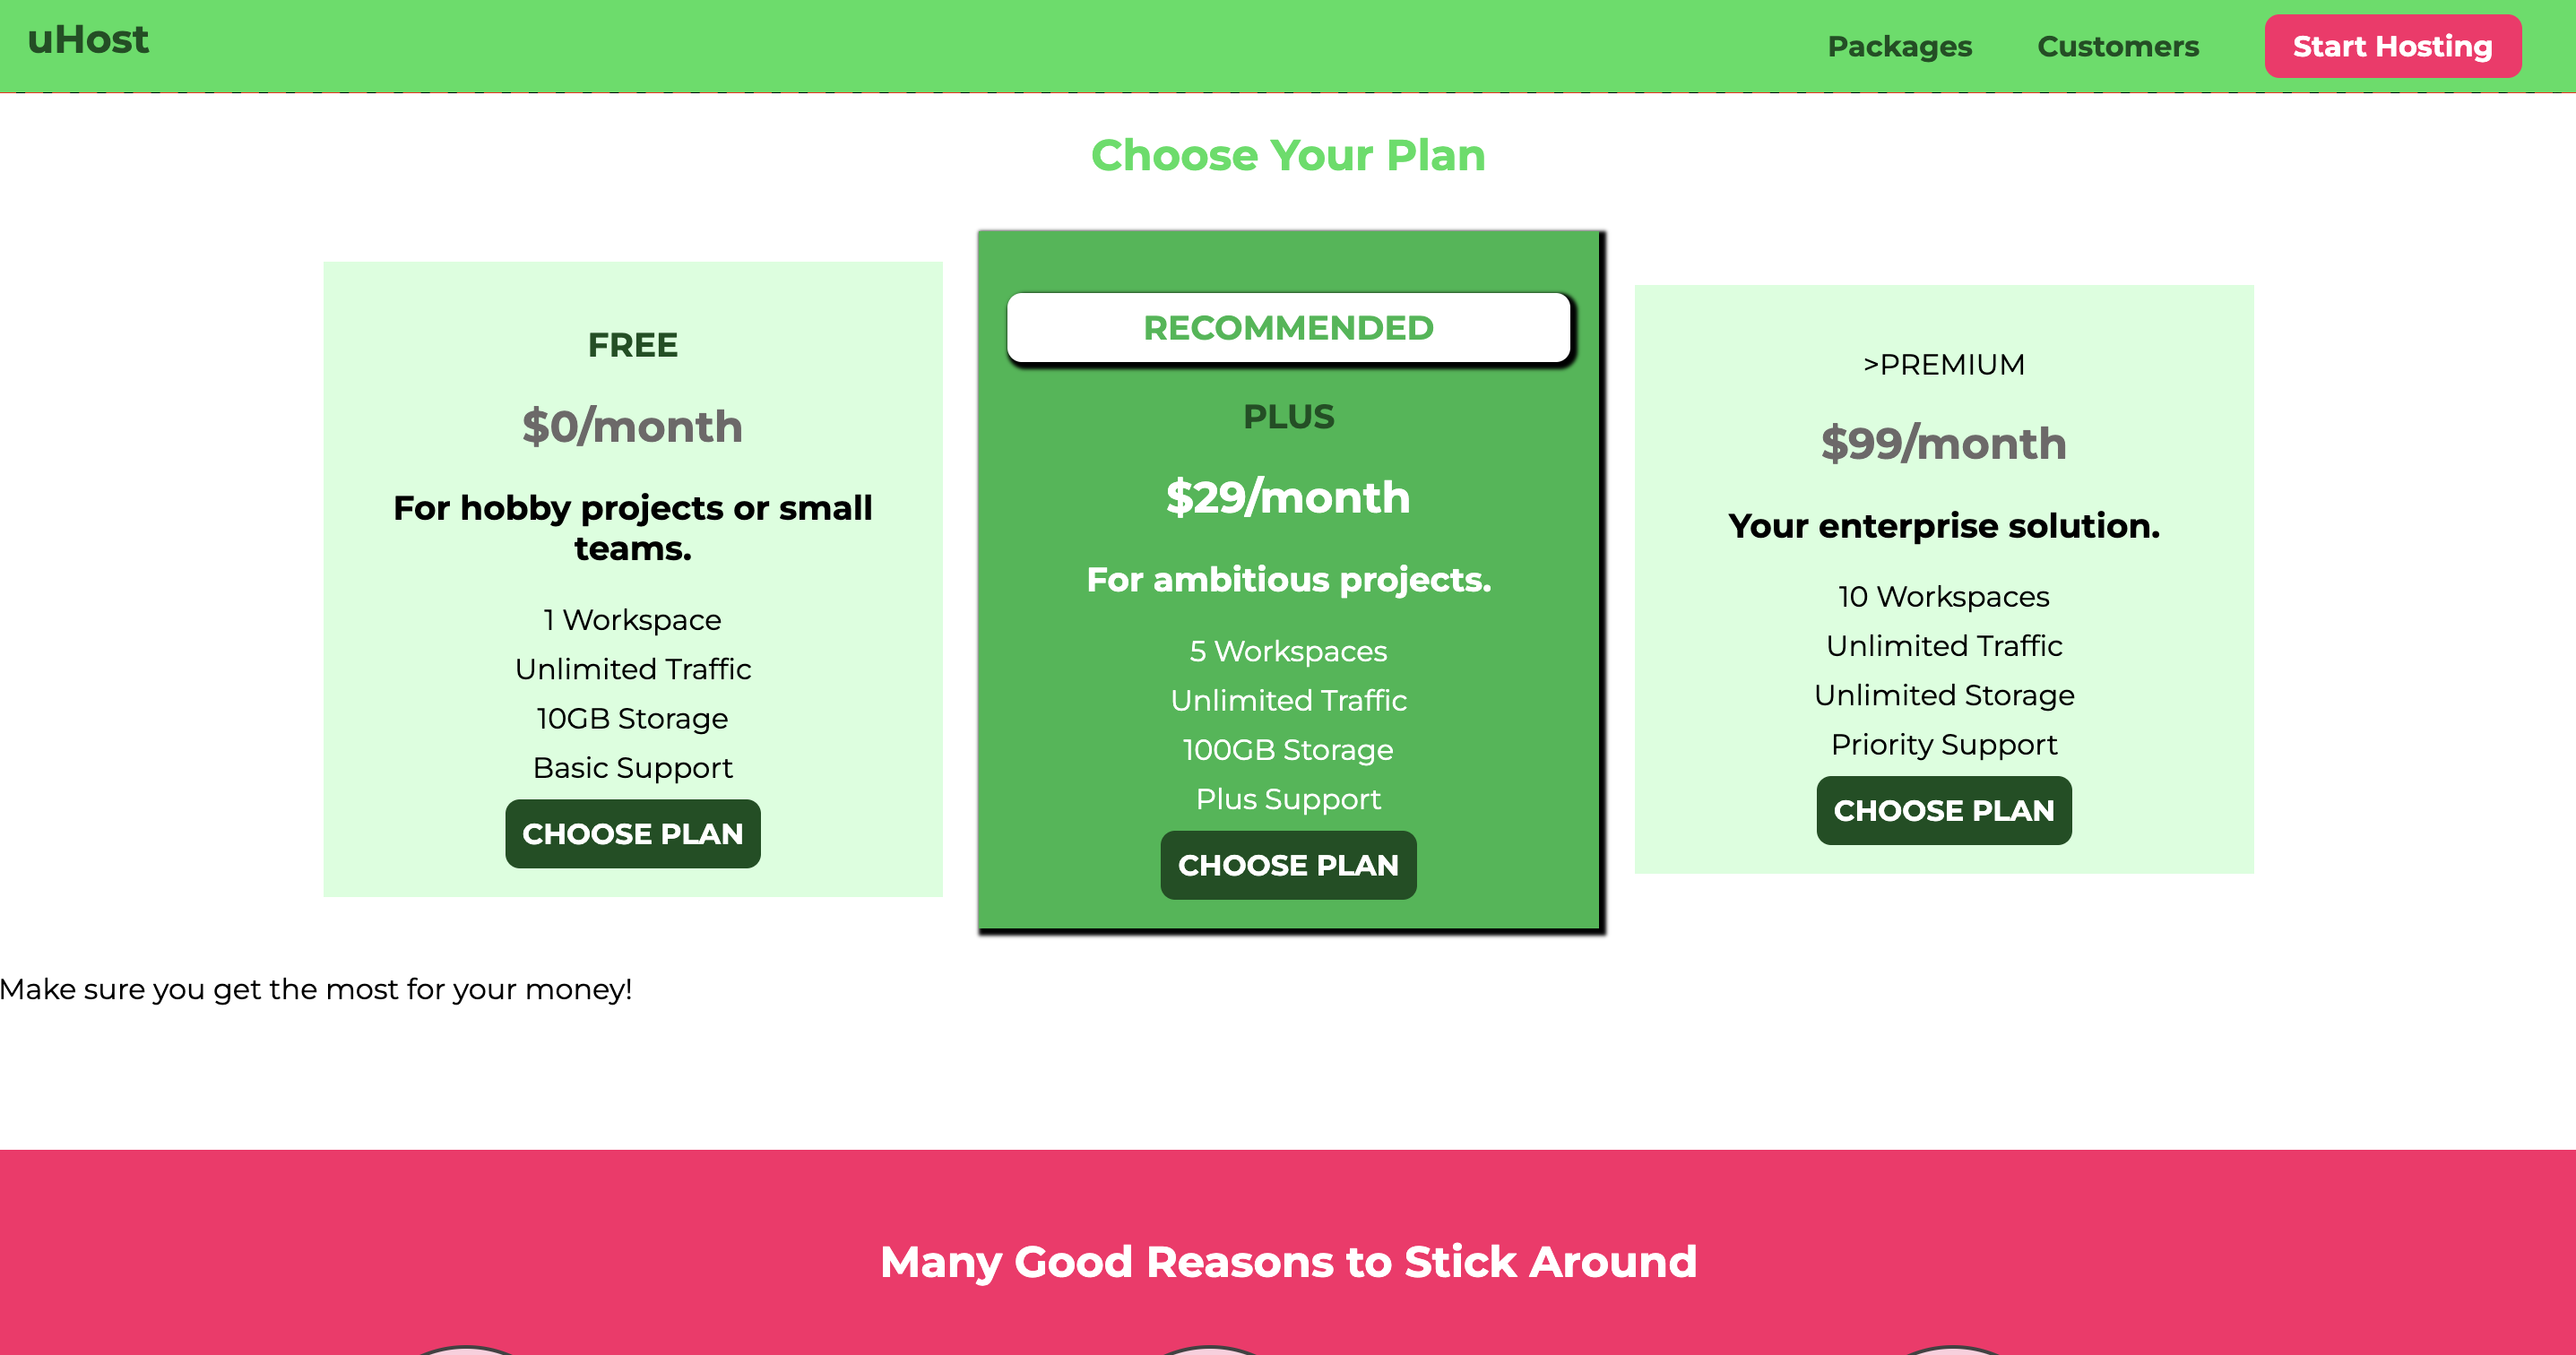 uHost
Packages
Customers
Start Hosting
Choose Your Plan
FREE
$0/month
For hobby projects or small
teams.
1 Workspace
Unlimited Traffic
10GB Storage
Basic Support
CHOOSE PLAN
RECOMMENDED
PLUS
$29/month
For ambitious projects.
5 Workspaces
Unlimited Traffic
100GB Storage
Plus Support
CHOOSE PLAN
>PREMIUM
$99/month
Your enterprise solution.
10 Workspaces
Unlimited Traffic
Unlimited Storage
Priority Support
CHOOSE PLAN
Make sure you get the most for your money!
Many Good Reasons to Stick Around